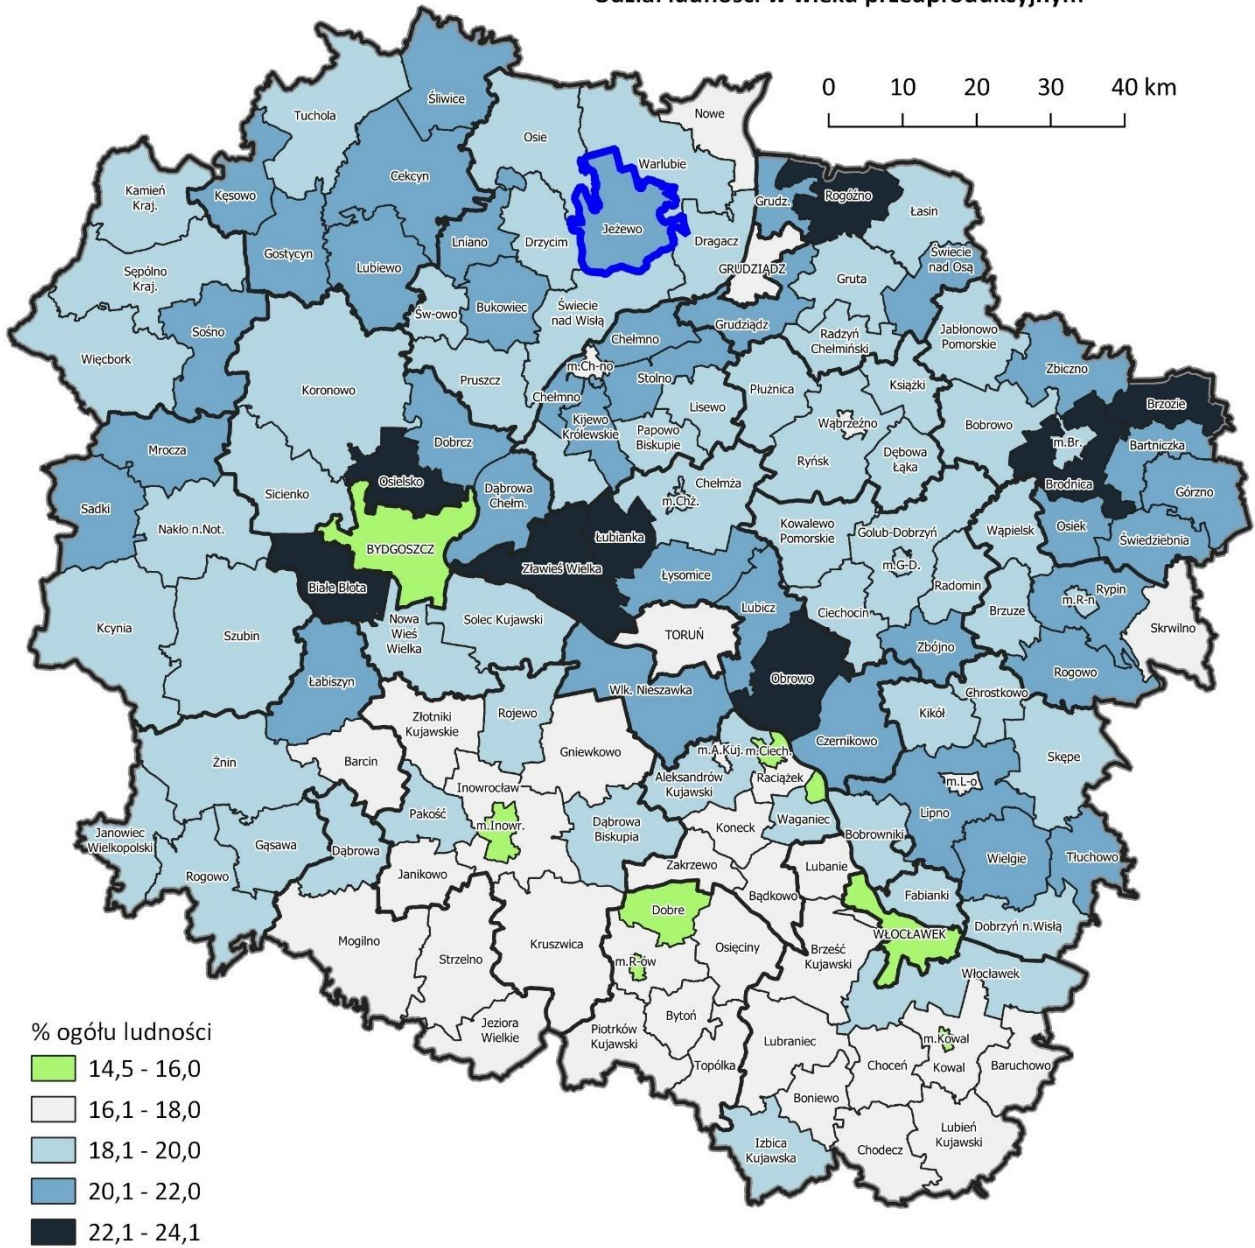 Udział ludności w wieku przedprodukcyjnym
0 10 20 30 40 km
Śliwice
Tuchola
Nowe
Osie
Warlubie
Cekcyn
Kamień
Kraj.
Kęsowo
Grudz.
Rogóźno
Łasin
Jeżewo
Gostycyn
Lubiewo
Lniano
Drzycim
Dragacz
GRUDZIĄDZ
Świecie
nad Osą
Sępólno
Kraj.
Gruta
Sośno
Św-owo
Bukowiec
Świecie
nad Wisłą
Grudziądz
Radzyń
Chełmiński
Jabłonowo
Pomorskie
Więcbork
Chełmno
m.Ch-no
Zbiczno
Koronowo
Pruszcz
Chełmno
Stolno
Płużnica
Książki
Brzozie
Lisewo
Kijewo
Królewskie
Papowo
Biskupie
Wąbrzeźno
Bobrowo
m.Br.
Bartniczka
Mrocza
Dobrcz
Ryńsk
Dębowa
Łąka
Brodnica
Osielsko
Dąbrowa
Chełm.
Chełmża
m.Chż.
Górzno
Sicienko
Sadki
Nakło n.Not.
Kowalewo
Pomorskie
Golub-Dobrzyń
Wąpielsk
Osiek
Świedziebnia
BYDGOSZCZ
Łubianka
Zławieś Wielka
Łysomice
m.G-D.
Radomin
Białe Błota
Rypin
m.R-n
Lubicz
Ciechocin
Brzuze
Kcynia
Szubin
Nowa
Wieś
Wielka
Solec Kujawski
TORUŃ
Skrwilno
Zbójno
Łabiszyn
Wlk. Nieszawka
Obrowo
Rogowo
Chrostkowo
Złotniki
Kujawskie
Rojewo
Kikół
Gniewkowo
Czernikowo
m.A.Kuj.
m.Ciech.
Żnin
Barcin
Skępe
Aleksandrów
Kujawski
Raciążek
m.L-o
Inowrocław
Pakość
m.Inowr.
Dąbrowa
Biskupia
Koneck
Waganiec
Bobrowniki
Lipno
Janowiec
Wielkopolski
Gąsawa
Dąbrowa
Wielgie
Tłuchowo
Rogowo
Janikowo
Zakrzewo
Lubanie
Bądkowo
Fabianki
Dobre
Dobrzyń n.Wisłą
WŁOCŁAWEK
Mogilno
Kruszwica
Osięciny
Brześć
Kujawski
Strzelno
m.R-ów
Włocławek
Bytoń
Jeziora
Wielkie
Piotrków
Kujawski
Lubraniec
m.Kowal
Topólka
Choceń
Kowal
Baruchowo
Boniewo
Lubień
Kujawski
Izbica
Kujawska
Chodecz
% ogółu ludności
14,5 - 16,0
16,1 - 18,0
18,1 - 20,0
20,1 - 22,0
22,1 - 24,1